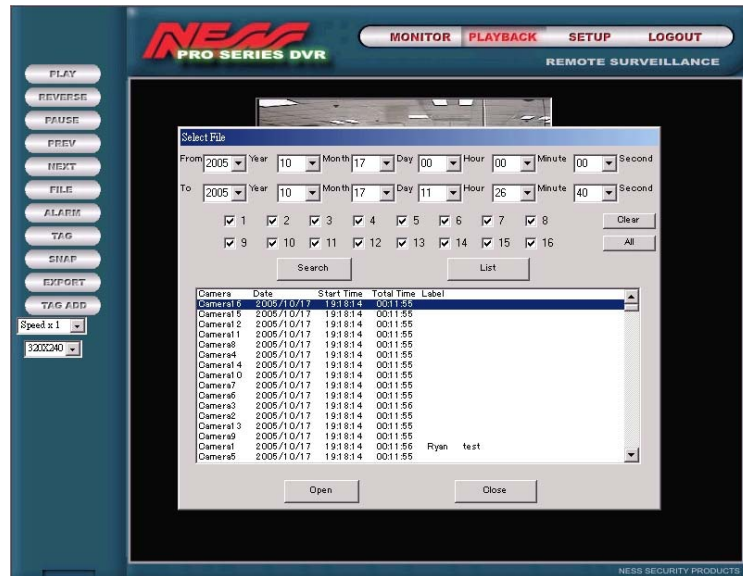 NESS
PRO SERIES DVR
MONITOR PLAYBACK SETUP LOGOUT
REMOTE SURVEILLANCE
PLAY
REVERSE
PAUSE
PREV
NEXT
FILE
ALARM
TAG
SNAP
EXPORT
TAG ADD
Speed x 1
320X240
Select File
From 2005 Year 10 Month 17 Day 00 Hour 00 Minute 00 Second
To 2005 Year 10 Month 17 Day 11 Hour 26 Minute 40 Second
1 2 3 4 5 6 7 8 Clear
9 10 11 12 13 14 15 16 All
Search List
Camera Date Start Time Total Time Label
Camera16 2005/10/17 19:18:14 00:11:55
Camera15 2005/10/17 19:18:14 00:11:55
Camera12 2005/10/17 19:18:14 00:11:55
Camera11 2005/10/17 19:18:14 00:11:55
Camera8 2005/10/17 19:18:14 00:11:55
Camera4 2005/10/17 19:18:14 00:11:55
Camera14 2005/10/17 19:18:14 00:11:55
Camera10 2005/10/17 19:18:14 00:11:55
Camera7 2005/10/17 19:18:14 00:11:55
Camera6 2005/10/17 19:18:14 00:11:55
Camera3 2005/10/17 19:18:14 00:11:56
Camera2 2005/10/17 19:18:14 00:11:55
Camera13 2005/10/17 19:18:14 00:11:55
Camera9 2005/10/17 19:18:14 00:11:55
Camera1 2005/10/17 19:18:14 00:11:56 Ryan test
Camera5 2005/10/17 19:18:14 00:11:55
Open Close
NESS SECURITY PRODUCTS